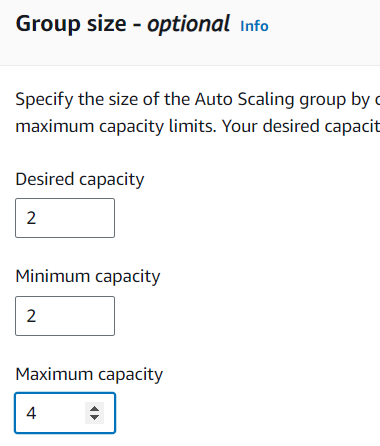 Group size - optional Info
Specify the size of the Auto Scaling group by
maximum capacity limits. Your desired
Desired capacity
2
Minimum capacity
2
Maximum capacity
4